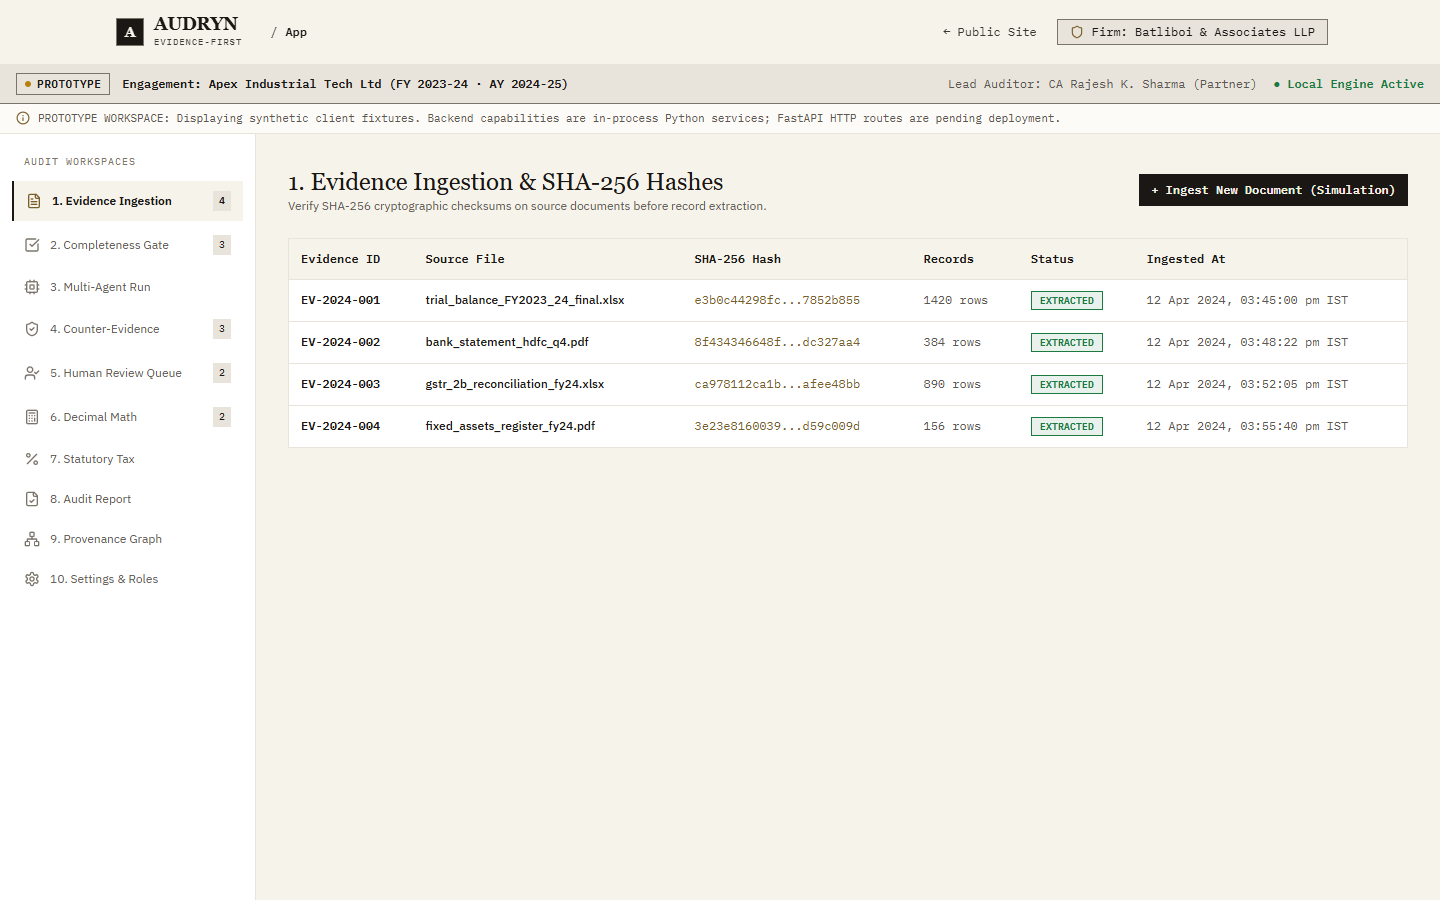 A AUDRYN
EVIDENCE-FIRST
/ App
← Public Site
Firm: Batliboi & Associates LLP
PROTOTYPE
Engagement: Apex Industrial Tech Ltd (FY 2023-24 · AY 2024-25)
Lead Auditor: CA Rajesh K. Sharma (Partner)
● Local Engine Active
PROTOTYPE WORKSPACE: Displaying synthetic client fixtures. Backend capabilities are in-process Python services; FastAPI HTTP routes are pending deployment.
AUDIT WORKSPACES
1. Evidence Ingestion 4
2. Completeness Gate 3
3. Multi-Agent Run
4. Counter-Evidence 3
5. Human Review Queue 2
6. Decimal Math 2
7. Statutory Tax
8. Audit Report
9. Provenance Graph
10. Settings & Roles
1. Evidence Ingestion & SHA-256 Hashes
Verify SHA-256 cryptographic checksums on source documents before record extraction.
+ Ingest New Document (Simulation)
Evidence ID Source File SHA-256 Hash Records Status Ingested At
EV-2024-001 trial_balance_FY2023_24_final.xlsx e3b0c44298fc...7852b855 1420 rows EXTRACTED 12 Apr 2024, 03:45:00 pm IST
EV-2024-002 bank_statement_hdfc_q4.pdf 8f434346648f...dc327aa4 384 rows EXTRACTED 12 Apr 2024, 03:48:22 pm IST
EV-2024-003 gstr_2b_reconciliation_fy24.xlsx ca978112ca1b...afee48bb 890 rows EXTRACTED 12 Apr 2024, 03:52:05 pm IST
EV-2024-004 fixed_assets_register_fy24.pdf 3e23e8160039...d59c009d 156 rows EXTRACTED 12 Apr 2024, 03:55:40 pm IST